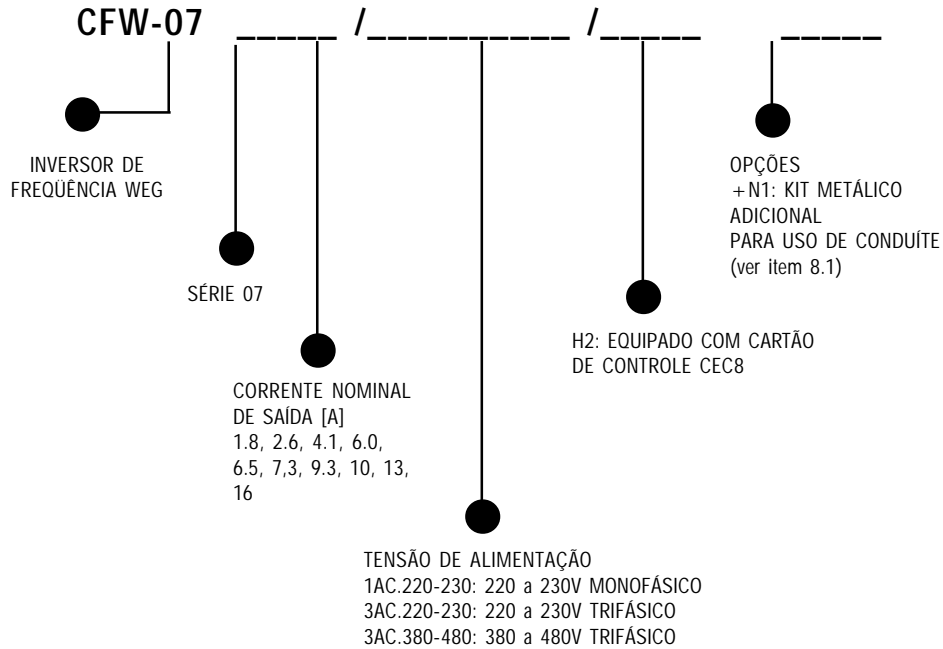 CFW-07 _____ /__________ /_____ _____
INVERSOR DE
FREQÜÊNCIA WEG
SÉRIE 07
CORRENTE NOMINAL
DE SAÍDA [A]
1.8, 2.6, 4.1, 6.0,
6.5, 7,3, 9.3, 10, 13,
16
TENSÃO DE ALIMENTAÇÃO
1AC.220-230: 220 a 230V MONOFÁSICO
3AC.220-230: 220 a 230V TRIFÁSICO
3AC.380-480: 380 a 480V TRIFÁSICO
H2: EQUIPADO COM CARTÃO
DE CONTROLE CEC8
OPÇÕES
+N1: KIT METÁLICO
ADICIONAL
PARA USO DE CONDUÍTE
(ver item 8.1)